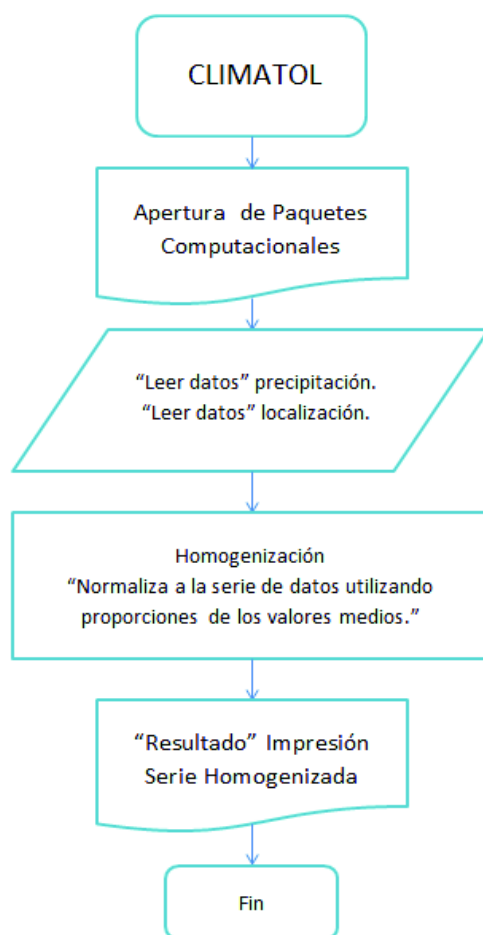 CLIMATOL
Apertura de Paquetes
Computacionales
“Leer datos” precipitación.
“Leer datos” localización.
Homogenización
“Normaliza a la serie de datos utilizando
proporciones de los valores medios.”
“Resultado” Impresión
Serie Homogenizada
Fin